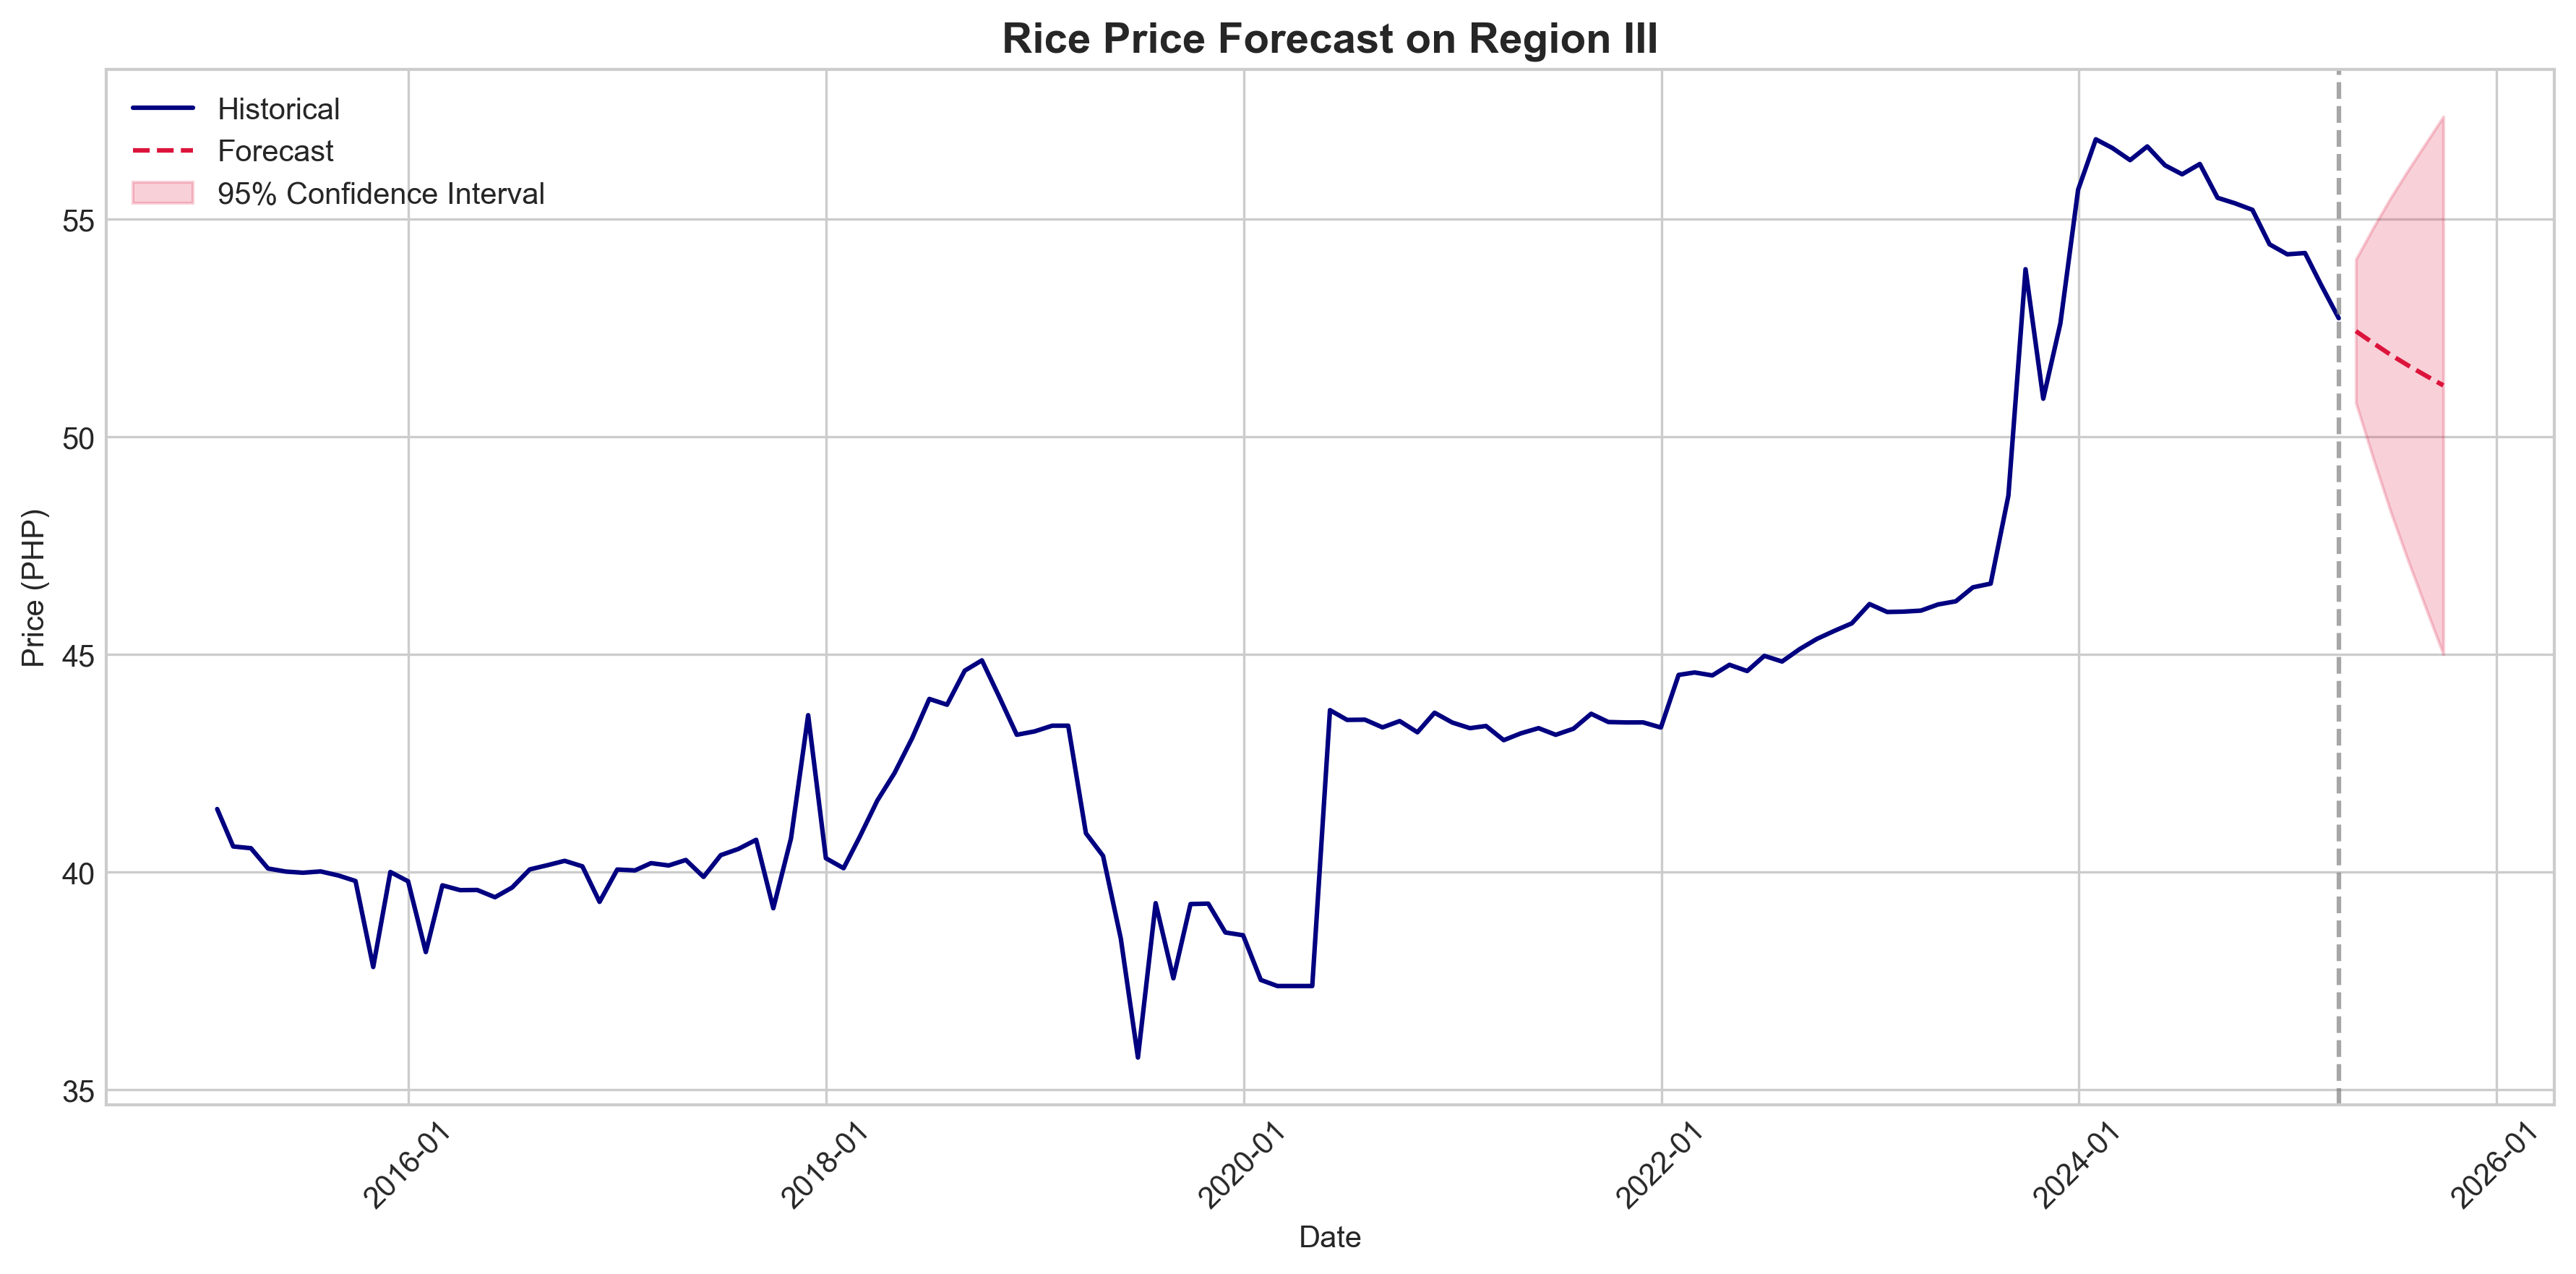 Rice Price Forecast on Region III
Historical
Forecast
95% Confidence Interval
55
50
45
40
35
Price (PHP)
2016-01
2018-01
2020-01
2022-01
2024-01
2026-01
Date